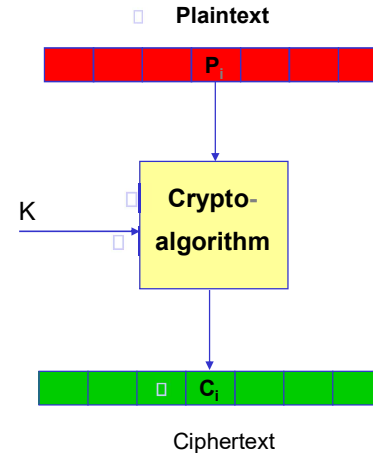 Plaintext
Pᵢ
K
Crypto-
algorithm
Cᵢ
Ciphertext